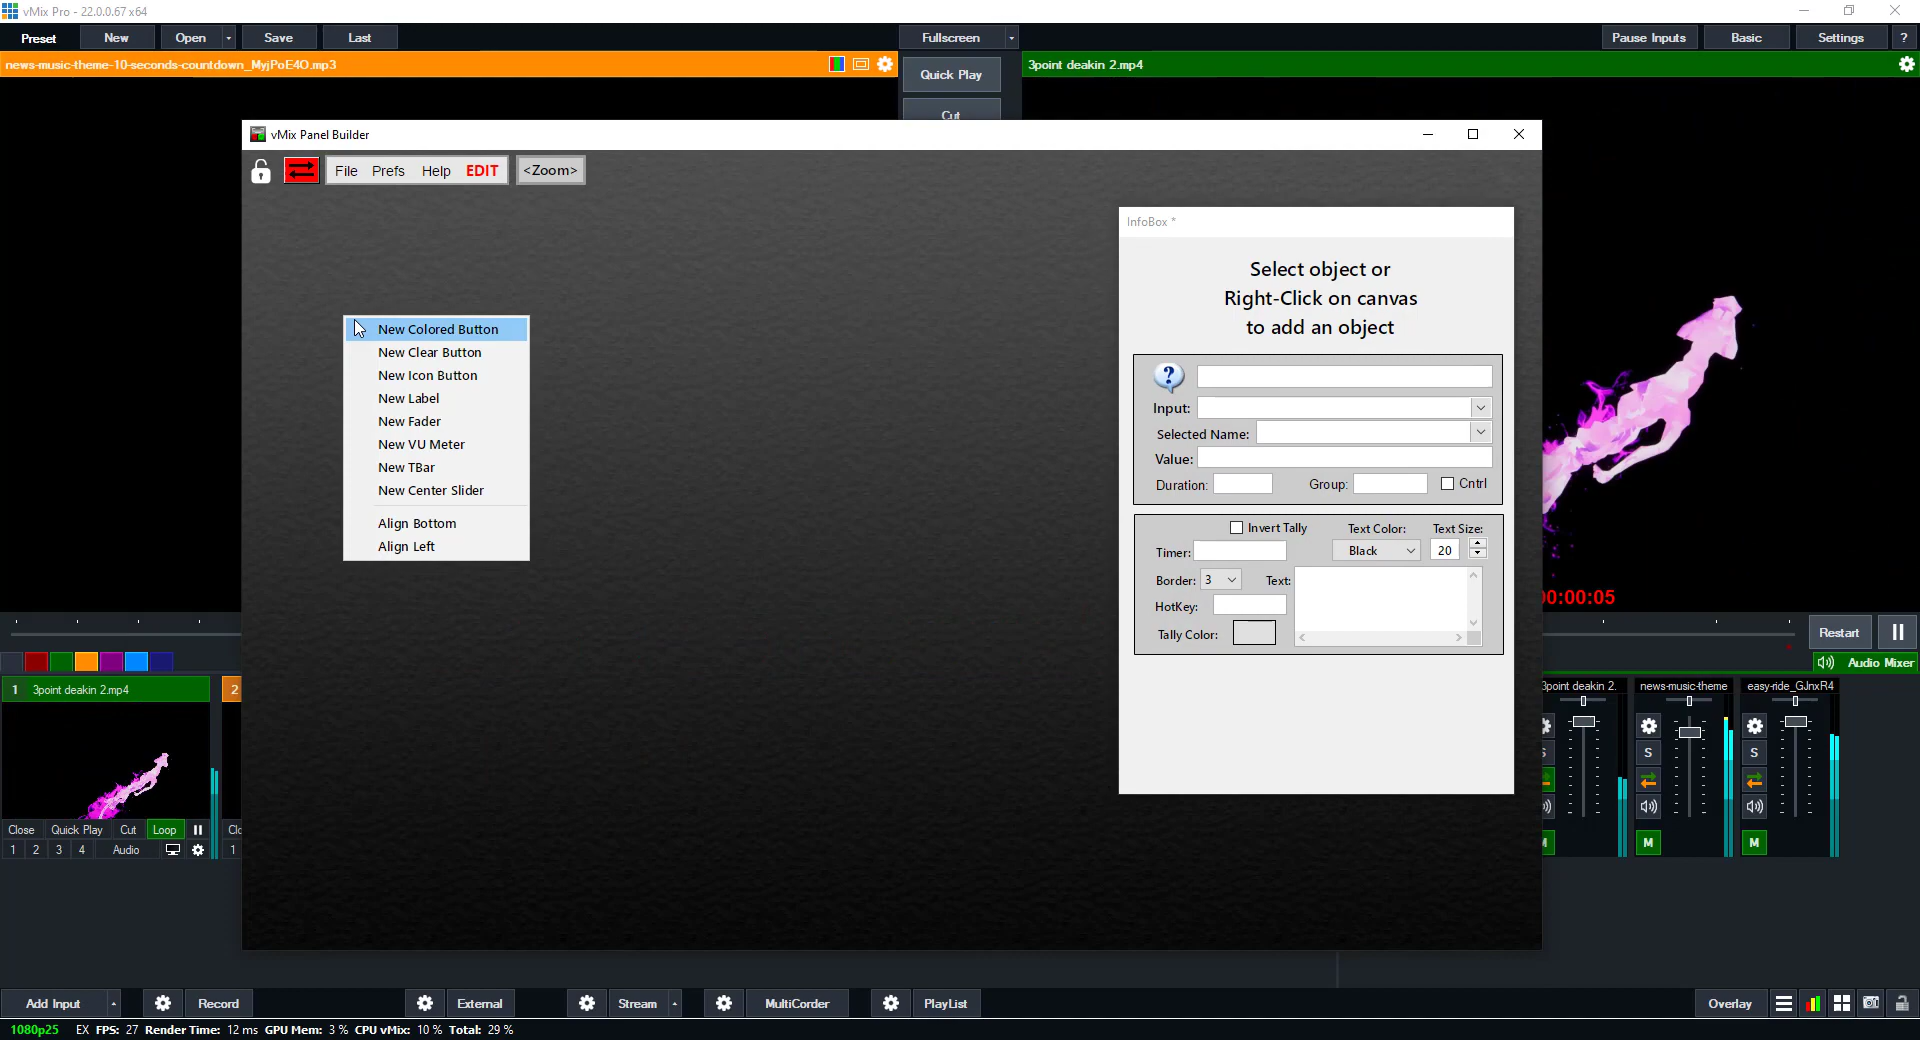 vMix Pro - 22.0.0.67 x64
Preset New Open Save Last Fullscreen Pause Inputs Basic Settings ?
news-music-theme-10-seconds-countdown_MyjPoE4O.mp3
Quick Play
3point deakin 2.mp4
Cut
vMix Panel Builder
File Prefs Help EDIT <Zoom>
InfoBox *
Select object or
Right-Click on canvas
to add an object
New Colored Button
New Clear Button
New Icon Button
New Label
New Fader
New VU Meter
New TBar
New Center Slider
Align Bottom
Align Left
?
Input:
Selected Name:
Value:
Duration: Group: Cntrl
Invert Tally Text Color: Text Size:
Timer: Black 20
Border: 3 Text:
HotKey:
Tally Color:
00:00:05
Restart
Audio Mixer
1 3point deakin 2.mp4 2
3point deakin 2. news-music-theme easy-ride_GJnxR4
S S S
M M M
Close Quick Play Cut Loop Clo
1 2 3 4 Audio 1
Add Input Record External Stream MultiCorder PlayList Overlay
1080p25 EX FPS: 27 Render Time: 12 ms GPU Mem: 3 % CPU vMix: 10 % Total: 29 %